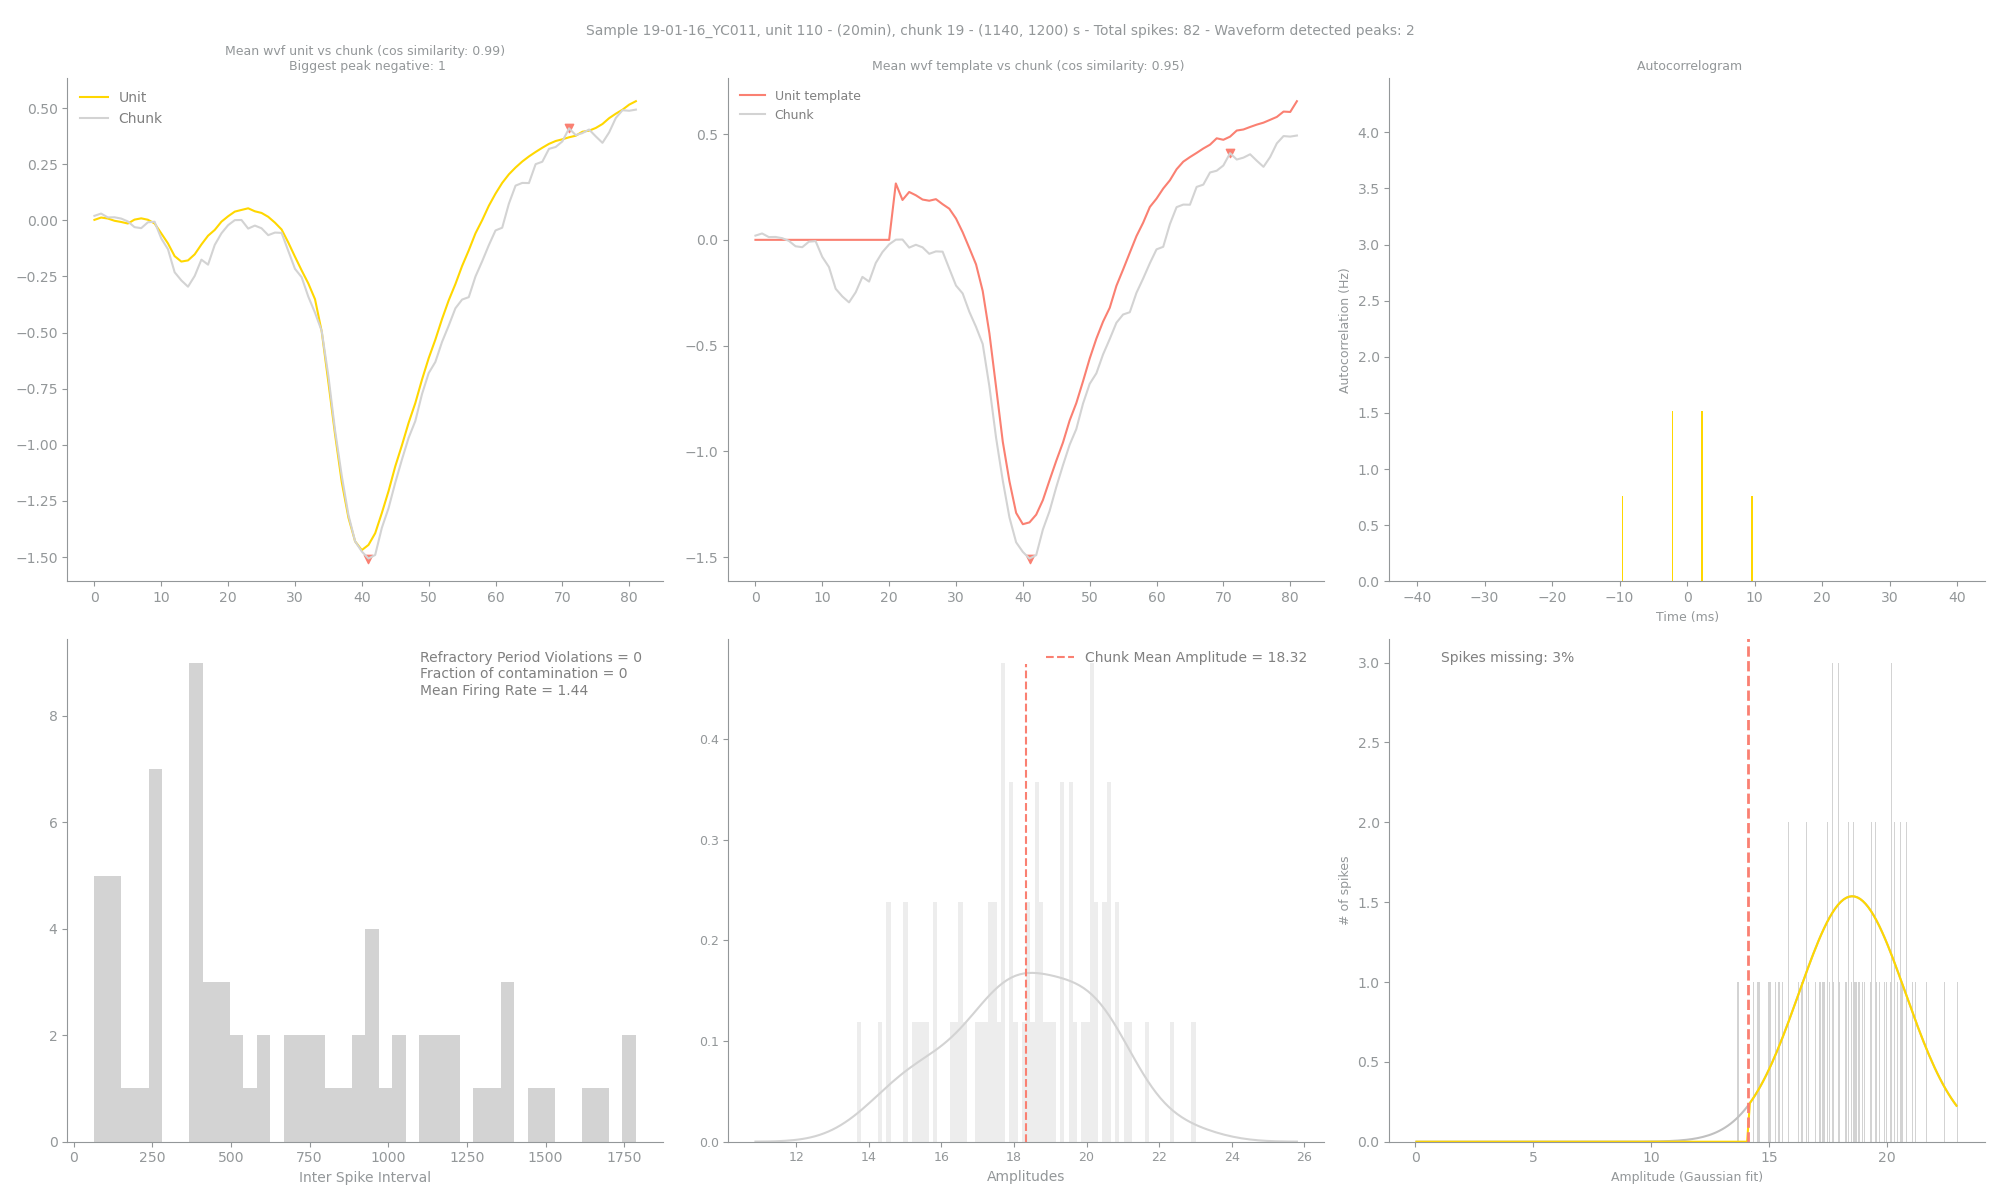 Sample 19-01-16_YC011, unit 110 - (20min), chunk 19 - (1140, 1200) s - Total spikes: 82 - Waveform detected peaks: 2
Mean wvf unit vs chunk (cos similarity: 0.99)
Biggest peak negative: 1
Unit
Chunk
0.50
0.25
0.00
−0.25
−0.50
−0.75
−1.00
−1.25
−1.50
0 10 20 30 40 50 60 70 80
Mean wvf template vs chunk (cos similarity: 0.95)
Unit template
Chunk
0.5
0.0
−0.5
−1.0
−1.5
0 10 20 30 40 50 60 70 80
Autocorrelogram
Autocorrelation (Hz)
4.0
3.5
3.0
2.5
2.0
1.5
1.0
0.5
0.0
−40 −30 −20 −10 0 10 20 30 40
Time (ms)
Refractory Period Violations = 0
Fraction of contamination = 0
Mean Firing Rate = 1.44
8
6
4
2
0
0 250 500 750 1000 1250 1500 1750
Inter Spike Interval
Chunk Mean Amplitude = 18.32
0.4
0.3
0.2
0.1
0.0
12 14 16 18 20 22 24 26
Amplitudes
Spikes missing: 3%
# of spikes
3.0
2.5
2.0
1.5
1.0
0.5
0.0
0 5 10 15 20
Amplitude (Gaussian fit)